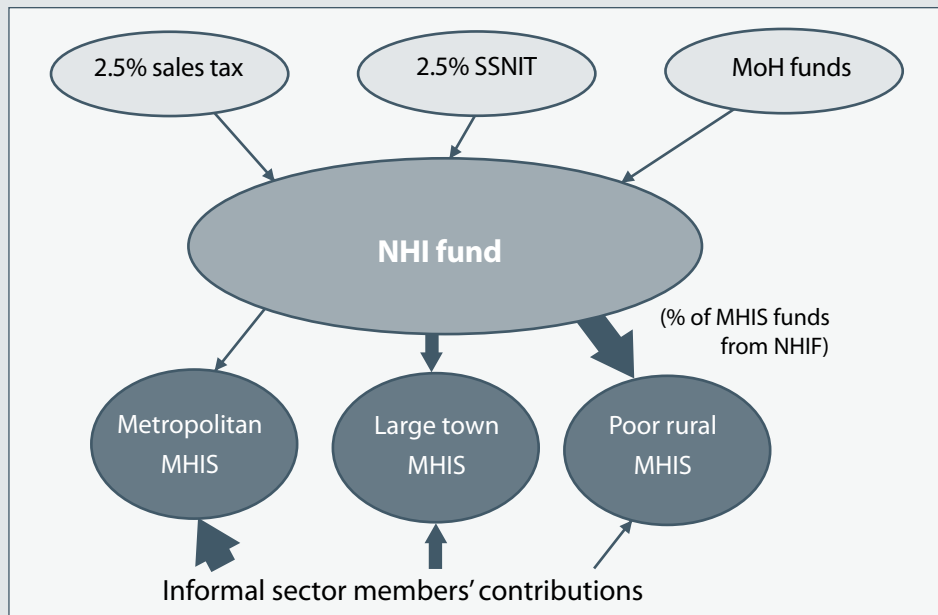 2.5% sales tax
2.5% SSNIT
MoH funds
NHI fund
(% of MHIS funds
from NHIF)
Metropolitan
MHIS
Large town
MHIS
Poor rural
MHIS
Informal sector members’ contributions